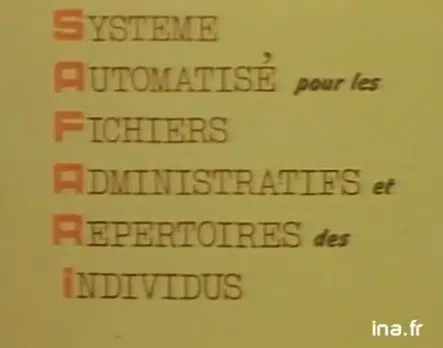 SYSTEME
AUTOMATISÉ pour les
FICHIERS
ADMINISTRATIFS et
REPERTOIRES des
iNDIVIDUS
ina.fr